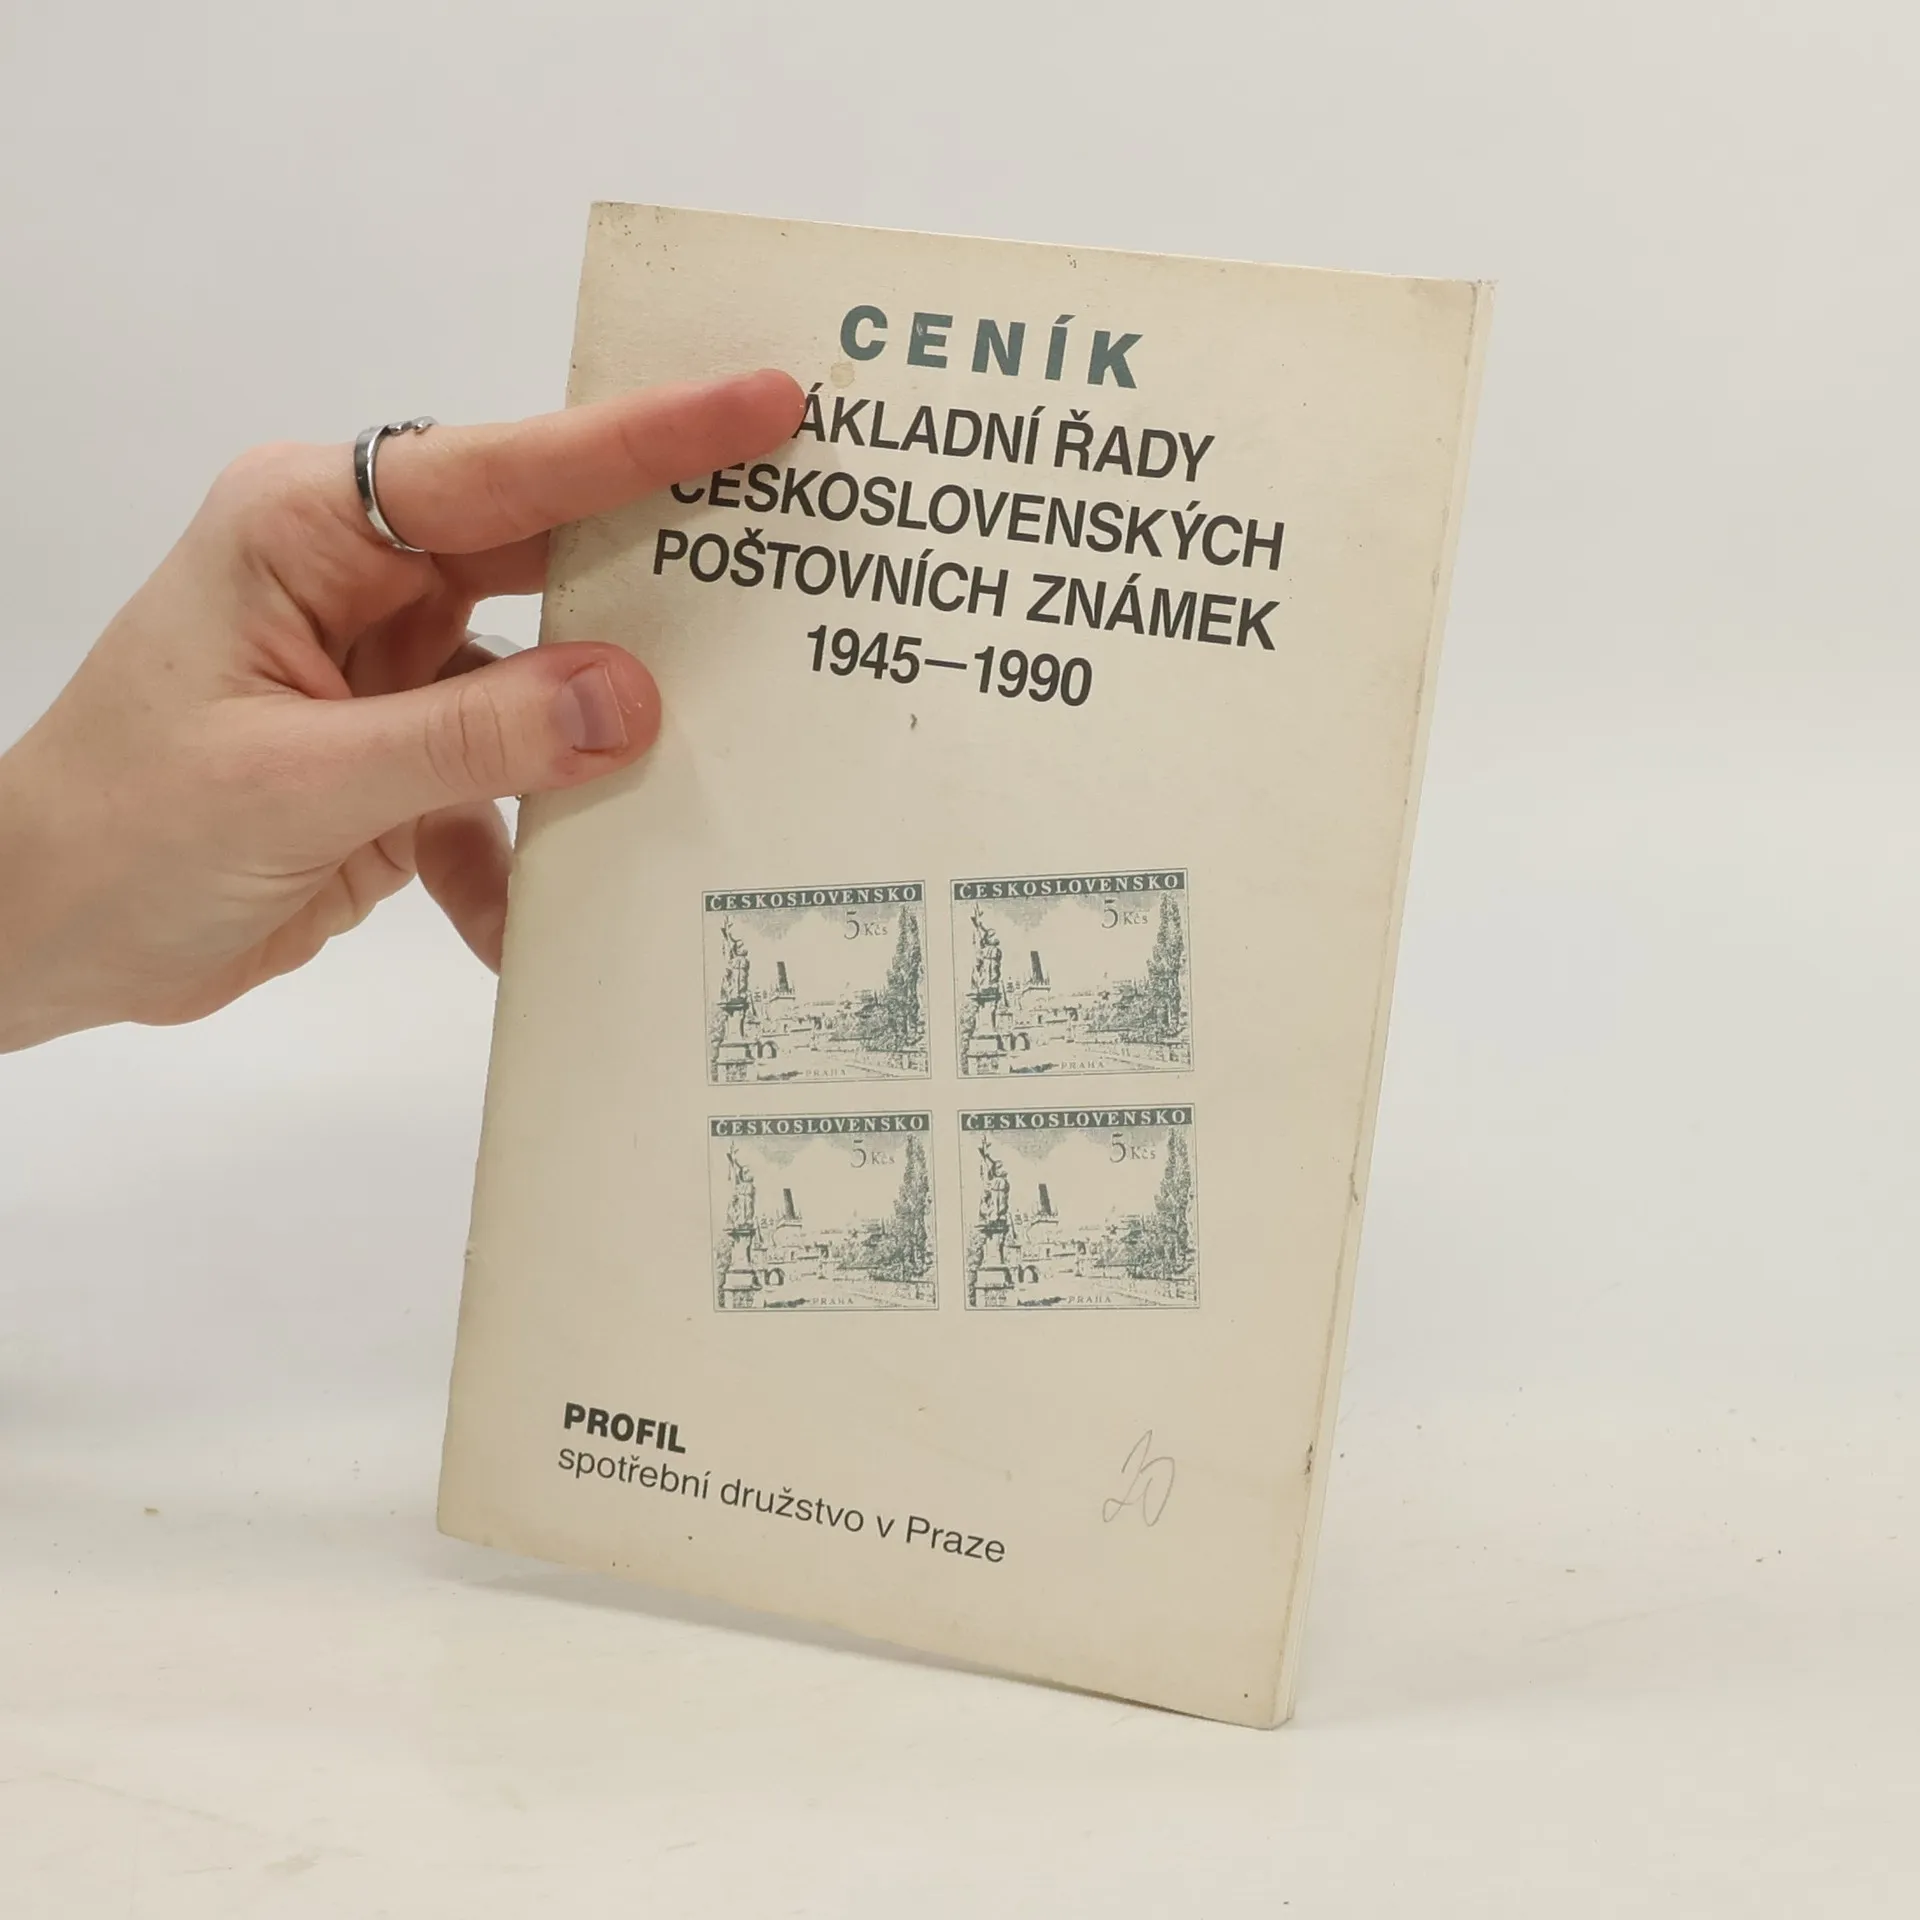 CENÍK
ÁKLADNÍ ŘADY
ČESKOSLOVENSKÝCH
POŠTOVNÍCH ZNÁMEK
1945—1990
ČESKOSLOVENSKO
5 Kčs
PRAHA
ČESKOSLOVENSKO
5 Kčs
PRAHA
ČESKOSLOVENSKO
5 Kčs
PRAHA
ČESKOSLOVENSKO
5 Kčs
PRAHA
PROFIL
spotřební družstvo v Praze
20